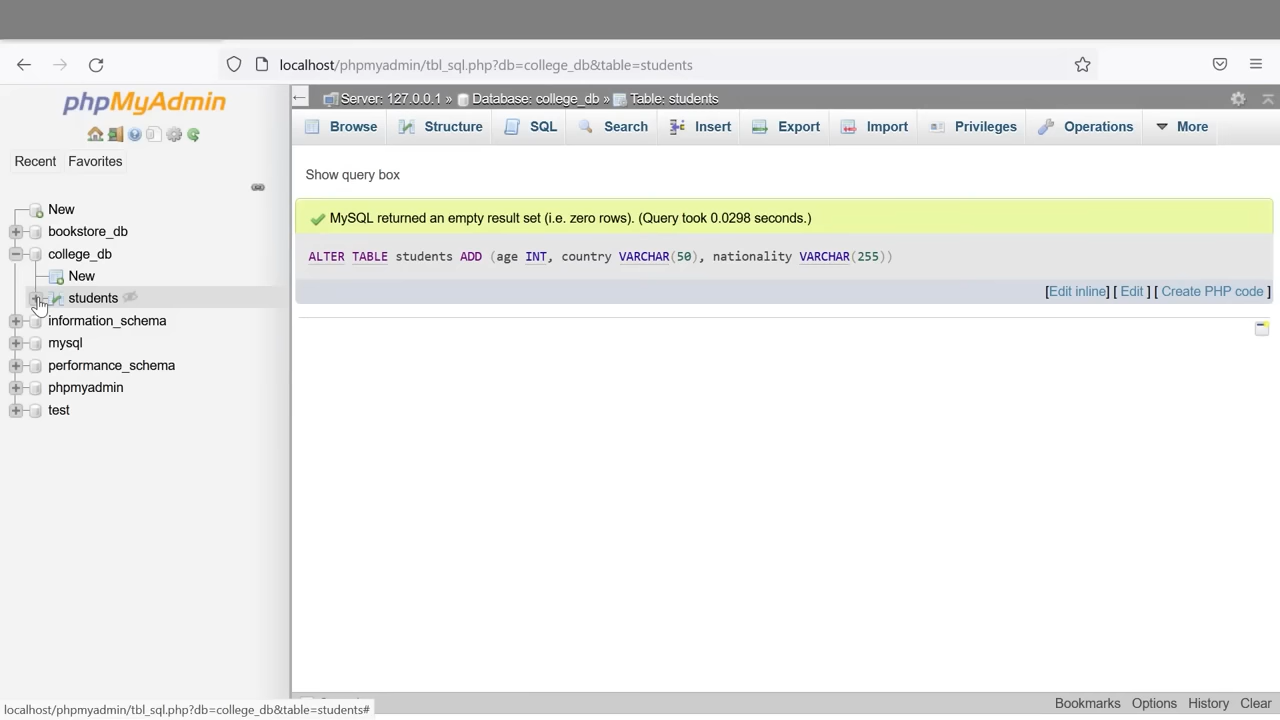 localhost/phpmyadmin/tbl_sql.php?db=college_db&table=students
phpMyAdmin
Recent Favorites
New
bookstore_db
college_db
New
students
information_schema
mysql
performance_schema
phpmyadmin
test
Server: 127.0.0.1 » Database: college_db » Table: students
Browse Structure SQL Search Insert Export Import Privileges Operations More
Show query box
MySQL returned an empty result set (i.e. zero rows). (Query took 0.0298 seconds.)
ALTER TABLE students ADD (age INT, country VARCHAR(50), nationality VARCHAR(255))
[Edit inline] [ Edit ] [ Create PHP code ]
Bookmarks Options History Clear
localhost/phpmyadmin/tbl_sql.php?db=college_db&table=students#